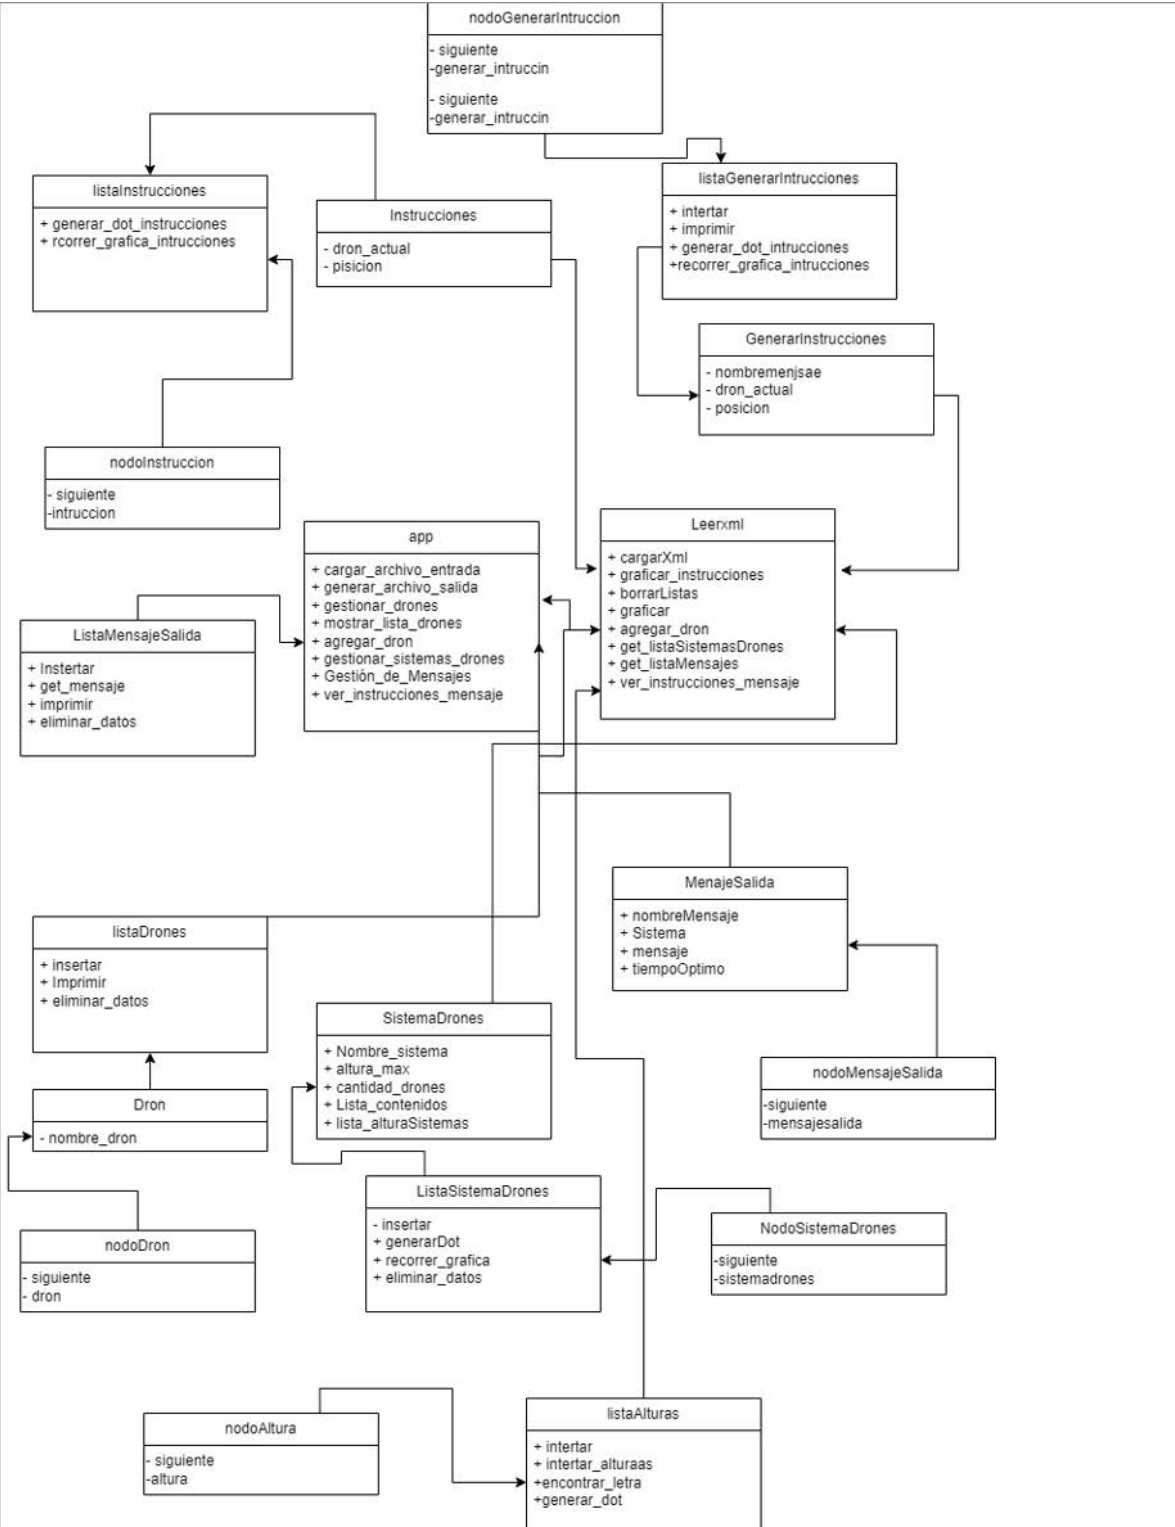 nodoGenerarIntruccion
- siguiente
-generar_intruccin
- siguiente
-generar_intruccin
listaInstrucciones
+ generar_dot_instrucciones
+ rcorrer_grafica_intrucciones
Instrucciones
- dron_actual
- pisicion
listaGenerarIntrucciones
+ intertar
+ imprimir
+ generar_dot_intrucciones
+recorrer_grafica_intrucciones
GenerarInstrucciones
- nombremenjsae
- dron_actual
- posicion
nodoInstruccion
- siguiente
-intruccion
app
+ cargar_archivo_entrada
+ generar_archivo_salida
+ gestionar_drones
+ mostrar_lista_drones
+ agregar_dron
+ gestionar_sistemas_drones
+ Gestión_de_Mensajes
+ ver_instrucciones_mensaje
Leerxml
+ cargarXml
+ graficar_instrucciones
+ borrarListas
+ graficar
+ agregar_dron
+ get_listaSistemasDrones
+ get_listaMensajes
+ ver_instrucciones_mensaje
ListaMensajeSalida
+ Instertar
+ get_mensaje
+ imprimir
+ eliminar_datos
MenajeSalida
+ nombreMensaje
+ Sistema
+ mensaje
+ tiempoOptimo
listaDrones
+ insertar
+ Imprimir
+ eliminar_datos
SistemaDrones
+ Nombre_sistema
+ altura_max
+ cantidad_drones
+ Lista_contenidos
+ lista_alturaSistemas
nodoMensajeSalida
-siguiente
-mensajesalida
Dron
- nombre_dron
ListaSistemaDrones
- insertar
+ generarDot
+ recorrer_grafica
+ eliminar_datos
NodoSistemaDrones
-siguiente
-sistemadrones
nodoDron
- siguiente
- dron
nodoAltura
- siguiente
-altura
listaAlturas
+ intertar
+ intertar_alturaas
+encontrar_letra
+generar_dot